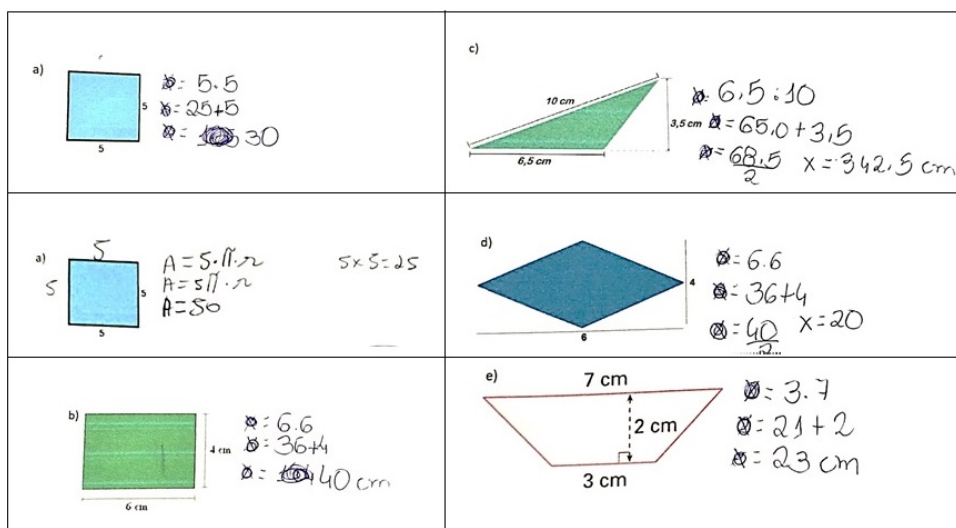 a)
5
5
= 5.5
= 25+5
= 30
c)
10 cm
3,5 cm
6,5 cm
= 6,5 . 10
= 65,0 + 3,5
= 68,5
2
x = 342,5 cm
a)
5
5
5
5
A = 5.π.r
A = 5π.r
A = 50
5x5=25
d)
4
6
= 6.6
= 36+4
= 40
2
x=20
b)
4 cm
6 cm
= 6.6
= 36+4
= 40 cm
e)
7 cm
2 cm
3 cm
= 3.7
= 21+2
= 23 cm